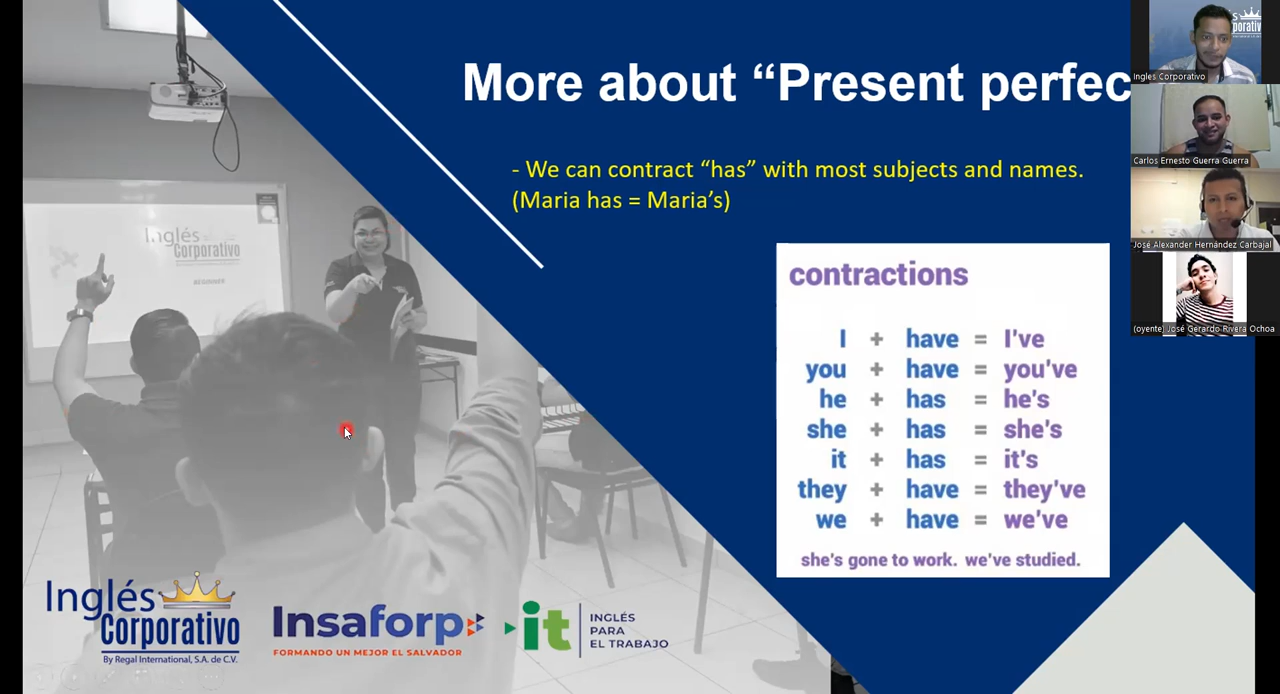 More about “Present perfec
- We can contract “has” with most subjects and names.
(Maria has = Maria’s)
contractions
I + have = I've
you + have = you've
he + has = he's
she + has = she's
it + has = it's
they + have = they've
we + have = we've
she's gone to work. we've studied.
Inglés
Corporativo
BEGINNER
Inglés
Corporativo
By Regal International, S.A. de C.V.
Insaforp
FORMANDO UN MEJOR EL SALVADOR
it
INGLÉS
PARA
EL TRABAJO
Ingles Corporativo
Carlos Ernesto Guerra Guerra
José Alexander Hernández Carbajal
(oyente) José Gerardo Rivera Ochoa